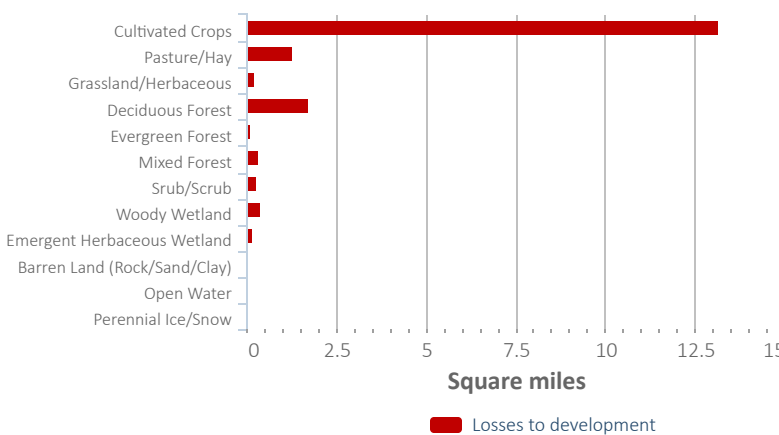 Cultivated Crops
Pasture/Hay
Grassland/Herbaceous
Deciduous Forest
Evergreen Forest
Mixed Forest
Srub/Scrub
Woody Wetland
Emergent Herbaceous Wetland
Barren Land (Rock/Sand/Clay)
Open Water
Perennial Ice/Snow
0 2.5 5 7.5 10 12.5
Square miles
Losses to development